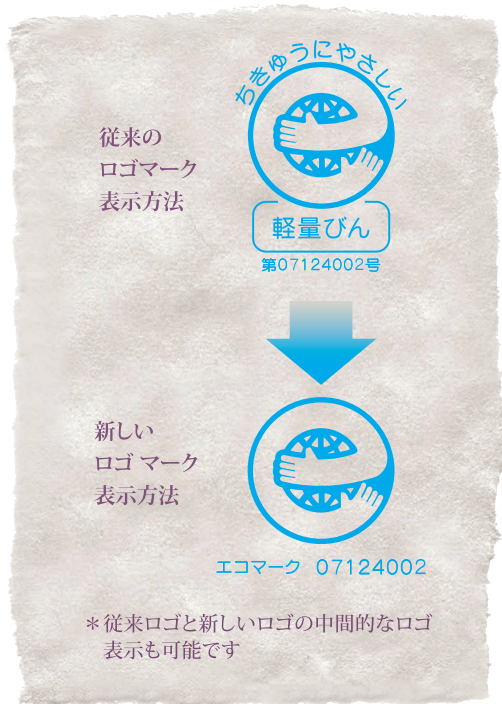 ちきゅうにやさしい
従来の
ロゴマーク
表示方法
軽量びん
第07124002号
新しい
ロゴ マーク
表示方法
エコマーク 07124002
＊従来ロゴと新しいロゴの中間的なロゴ
表示も可能です